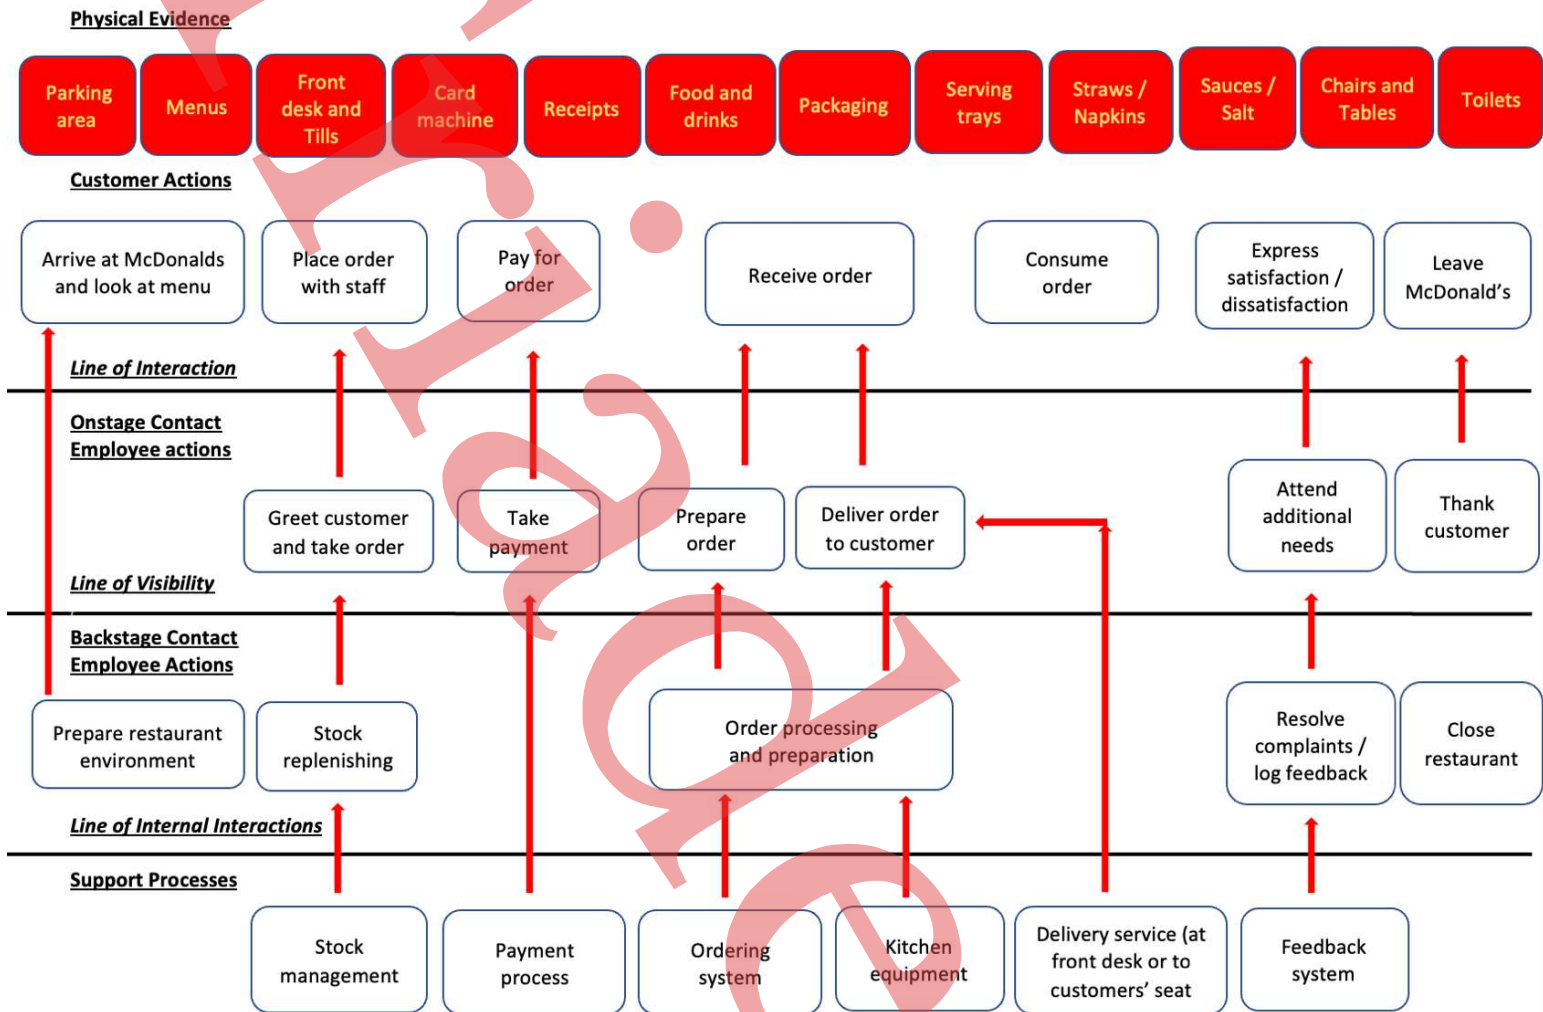 Physical Evidence
Parking
area
Menus
Front
desk and
Tills
Card
machine
Receipts
Food and
drinks
Packaging
Serving
trays
Straws /
Napkins
Sauces /
Salt
Chairs and
Tables
Toilets
Customer Actions
Arrive at McDonalds
and look at menu
Place order
with staff
Pay for
order
Receive order
Consume
order
Express
satisfaction /
dissatisfaction
Leave
McDonald’s
Line of Interaction
Onstage Contact
Employee actions
Greet customer
and take order
Take
payment
Prepare
order
Deliver order
to customer
Attend
additional
needs
Thank
customer
Line of Visibility
Backstage Contact
Employee Actions
Prepare restaurant
environment
Stock
replenishing
Order processing
and preparation
Resolve
complaints /
log feedback
Close
restaurant
Line of Internal Interactions
Support Processes
Stock
management
Payment
process
Ordering
system
Kitchen
equipment
Delivery service (at
front desk or to
customers’ seat
Feedback
system